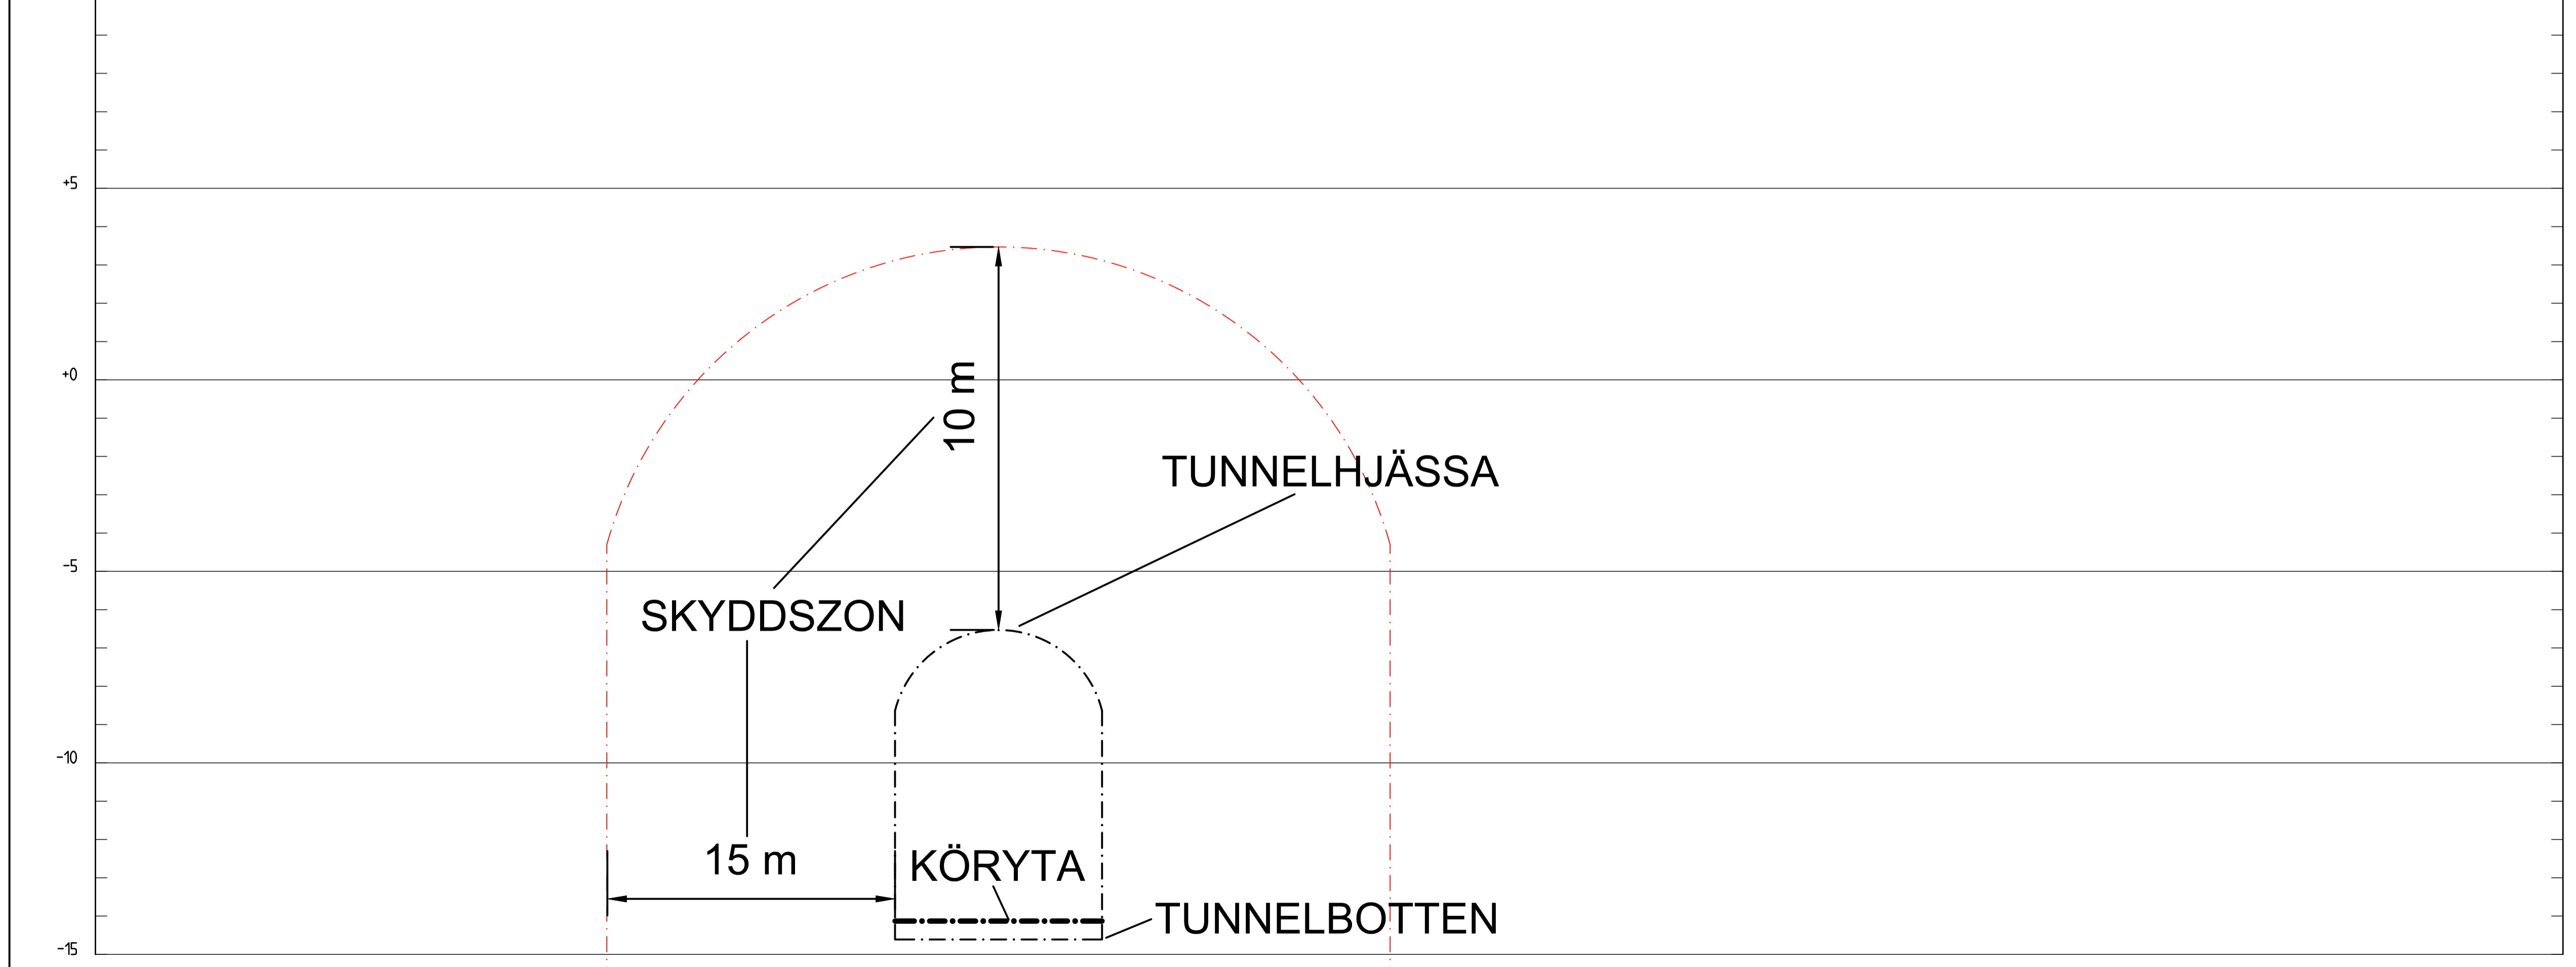 +5
+0
10 m
TUNNELHJÄSSA
-5
SKYDDSZON
-10
15 m
KÖRYTA
TUNNELBOTTEN
-15